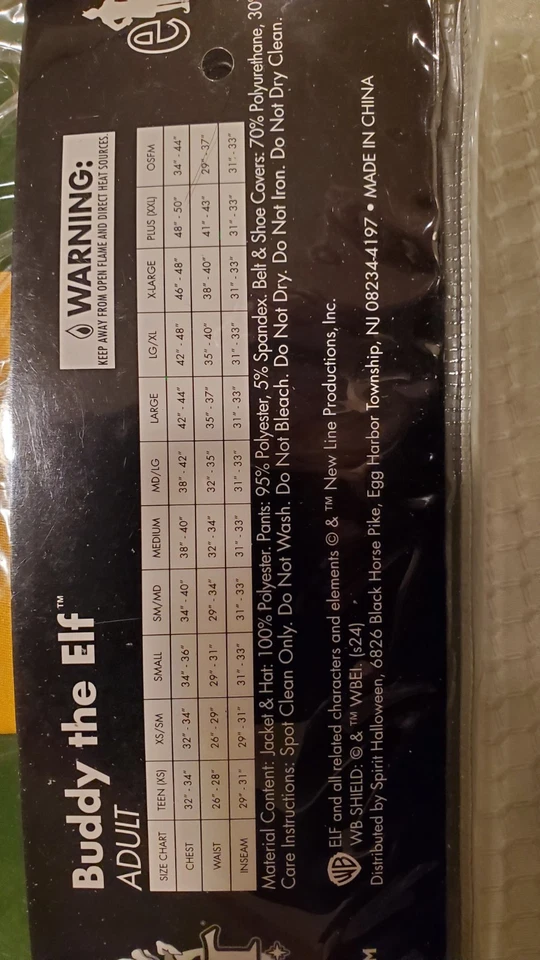 Buddy the Elf™
ADULT
WARNING:
KEEP AWAY FROM OPEN FLAME AND DIRECT HEAT SOURCES.
SIZE CHART TEEN (XS) XS/SM SMALL SM/MD MEDIUM MD/LG LARGE LG/XL X-LARGE PLUS (XXL) OSFM
CHEST 32" - 34" 32" - 34" 34" - 36" 34" - 40" 38" - 40" 38" - 42" 42" - 44" 42" - 48" 46" - 48" 48" - 50" 34" - 44"
WAIST 26" - 28" 26" - 29" 29" - 31" 29" - 34" 32" - 34" 32" - 35" 35" - 37" 35" - 40" 38" - 40" 41" - 43" 29" - 37"
INSEAM 29" - 31" 29" - 31" 31" - 33" 31" - 33" 31" - 33" 31" - 33" 31" - 33" 31" - 33" 31" - 33" 31" - 33" 31" - 33"
Material Content: Jacket & Hat: 100% Polyester. Pants: 95% Polyester, 5% Spandex. Belt & Shoe Covers: 70% Polyurethane, 30
Care Instructions: Spot Clean Only. Do Not Wash. Do Not Bleach. Do Not Dry. Do Not Iron. Do Not Dry Clean.
WB ELF and all related characters and elements © & ™ New Line Productions, Inc.
WB SHIELD: © & ™ WBEI. (s24)
Distributed by Spirit Halloween, 6826 Black Horse Pike, Egg Harbor Township, NJ 08234-4197 • MADE IN CHINA